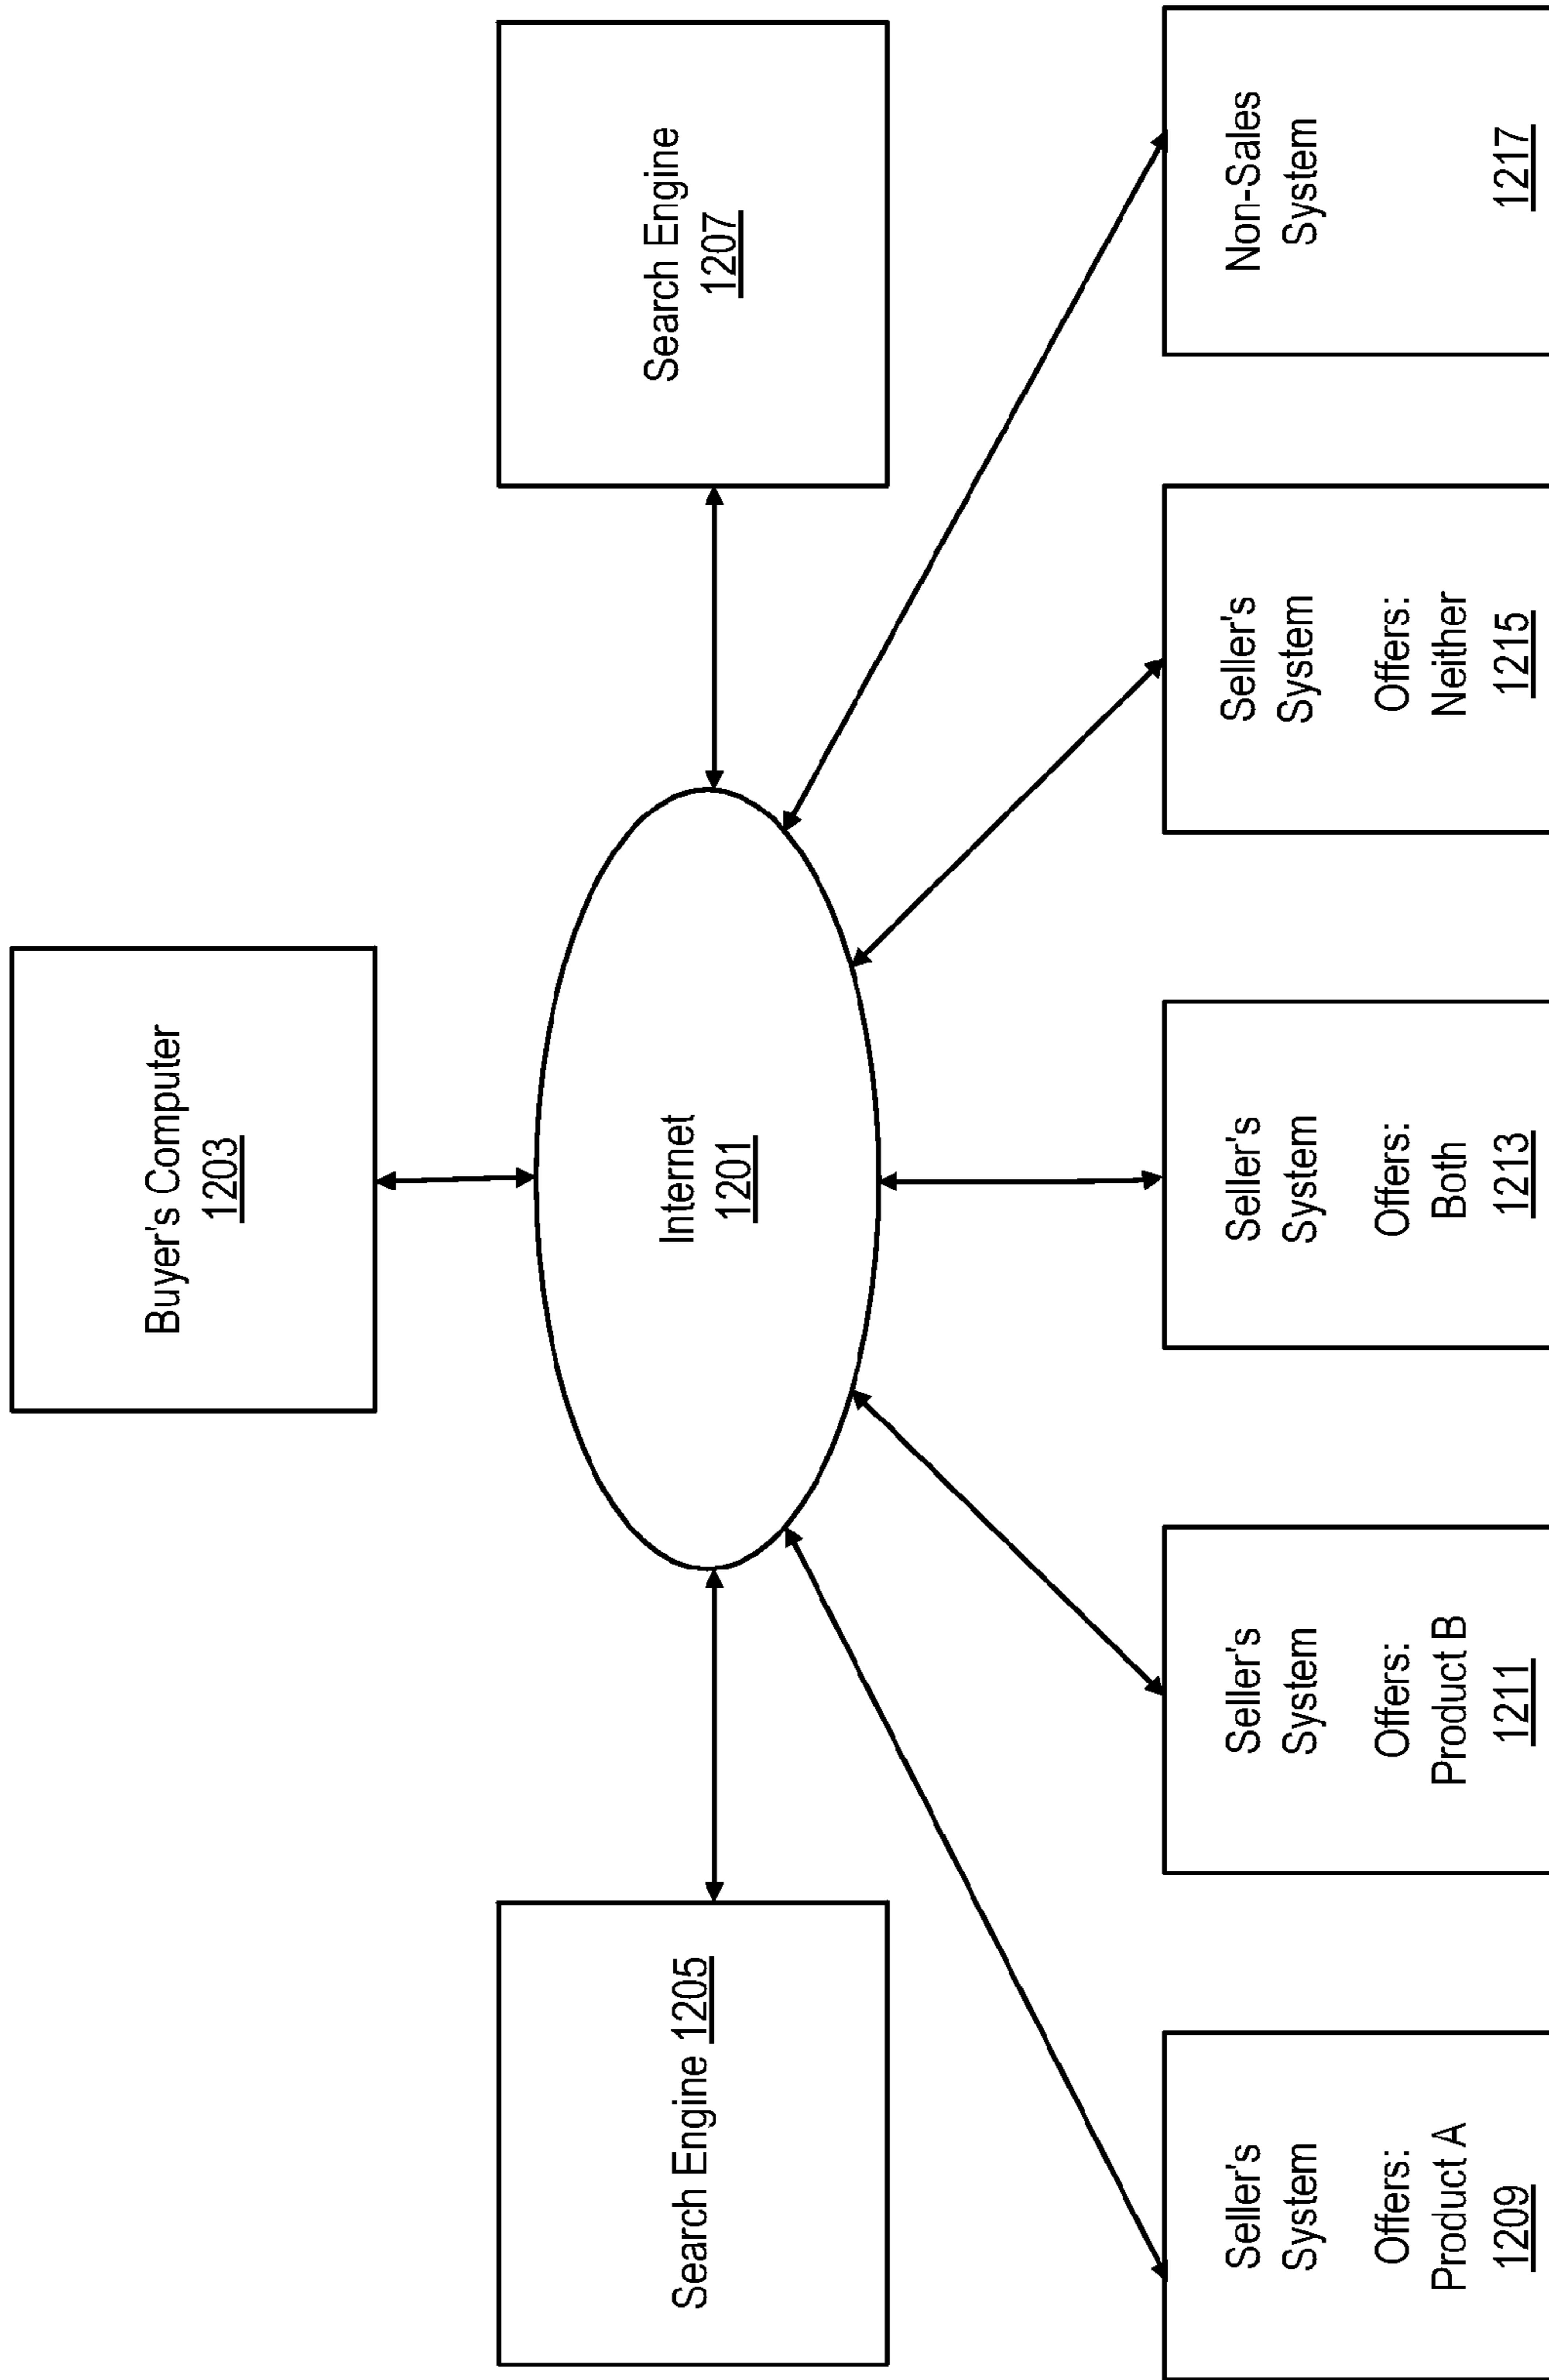 Buyer's Computer
1203
Search Engine 1205
Internet
1201
Search Engine
1207
Seller's
System
Offers:
Product A
1209
Seller's
System
Offers:
Product B
1211
Seller's
System
Offers:
Both
1213
Seller's
System
Offers:
Neither
1215
Non-Sales
System
1217